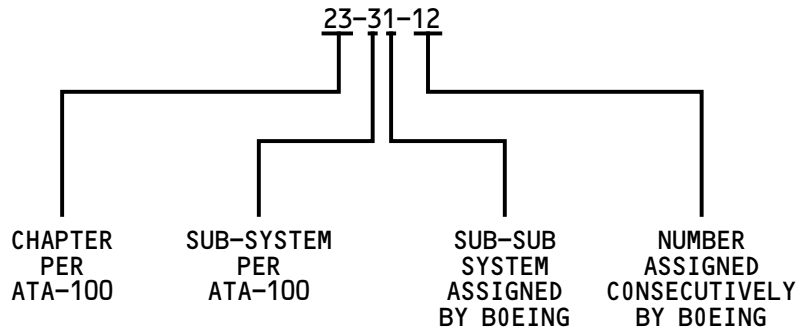 23-31-12
CHAPTER
PER
ATA-100
SUB-SYSTEM
PER
ATA-100
SUB-SUB
SYSTEM
ASSIGNED
BY BOEING
NUMBER
ASSIGNED
CONSECUTIVELY
BY BOEING